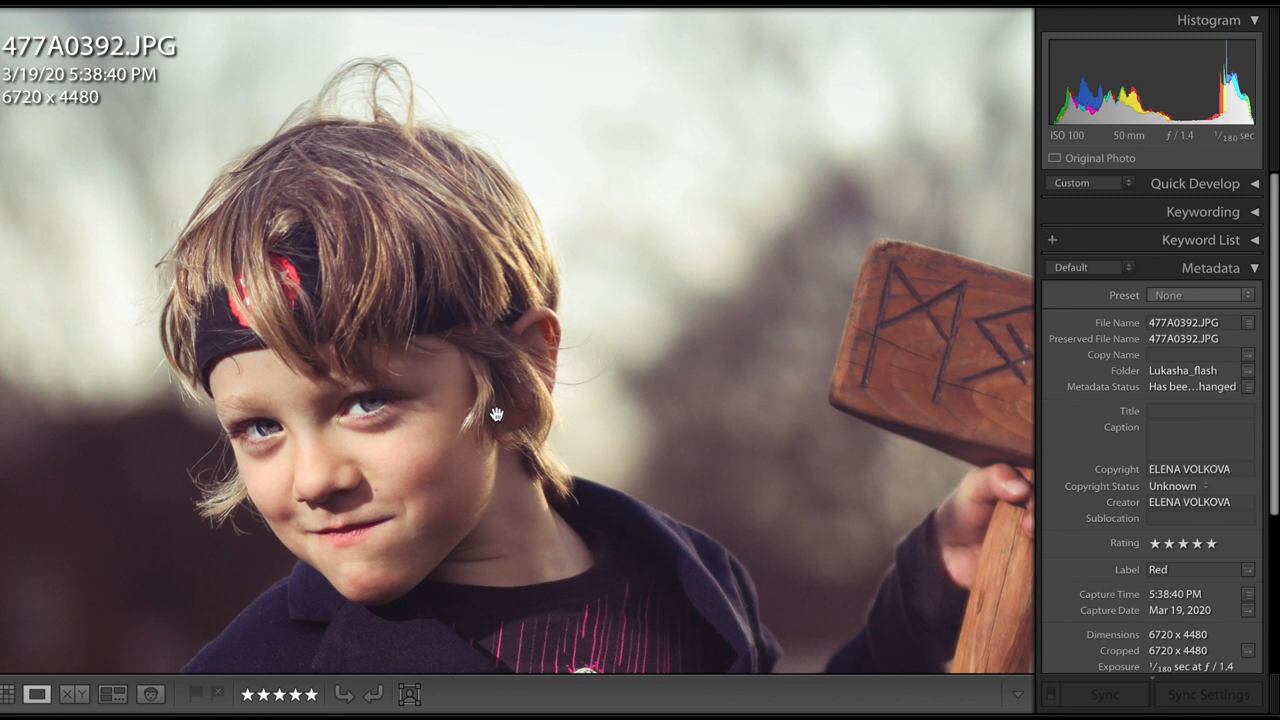 477A0392.JPG
3/19/20 5:38:40 PM
6720 x 4480
Histogram
ISO 100 50 mm ƒ / 1.4 1/180 sec
Original Photo
Custom Quick Develop
Keywording
+ Keyword List
Default Metadata
Preset None
File Name 477A0392.JPG
Preserved File Name 477A0392.JPG
Copy Name
Folder Lukasha_flash
Metadata Status Has bee...hanged
Title
Caption
Copyright ELENA VOLKOVA
Copyright Status Unknown
Creator ELENA VOLKOVA
Sublocation
Rating ★★★★★
Label Red
Capture Time 5:38:40 PM
Capture Date Mar 19, 2020
Dimensions 6720 x 4480
Cropped 6720 x 4480
Exposure 1/180 sec at ƒ / 1.4
X Y ★★★★★ Sync Sync Settings